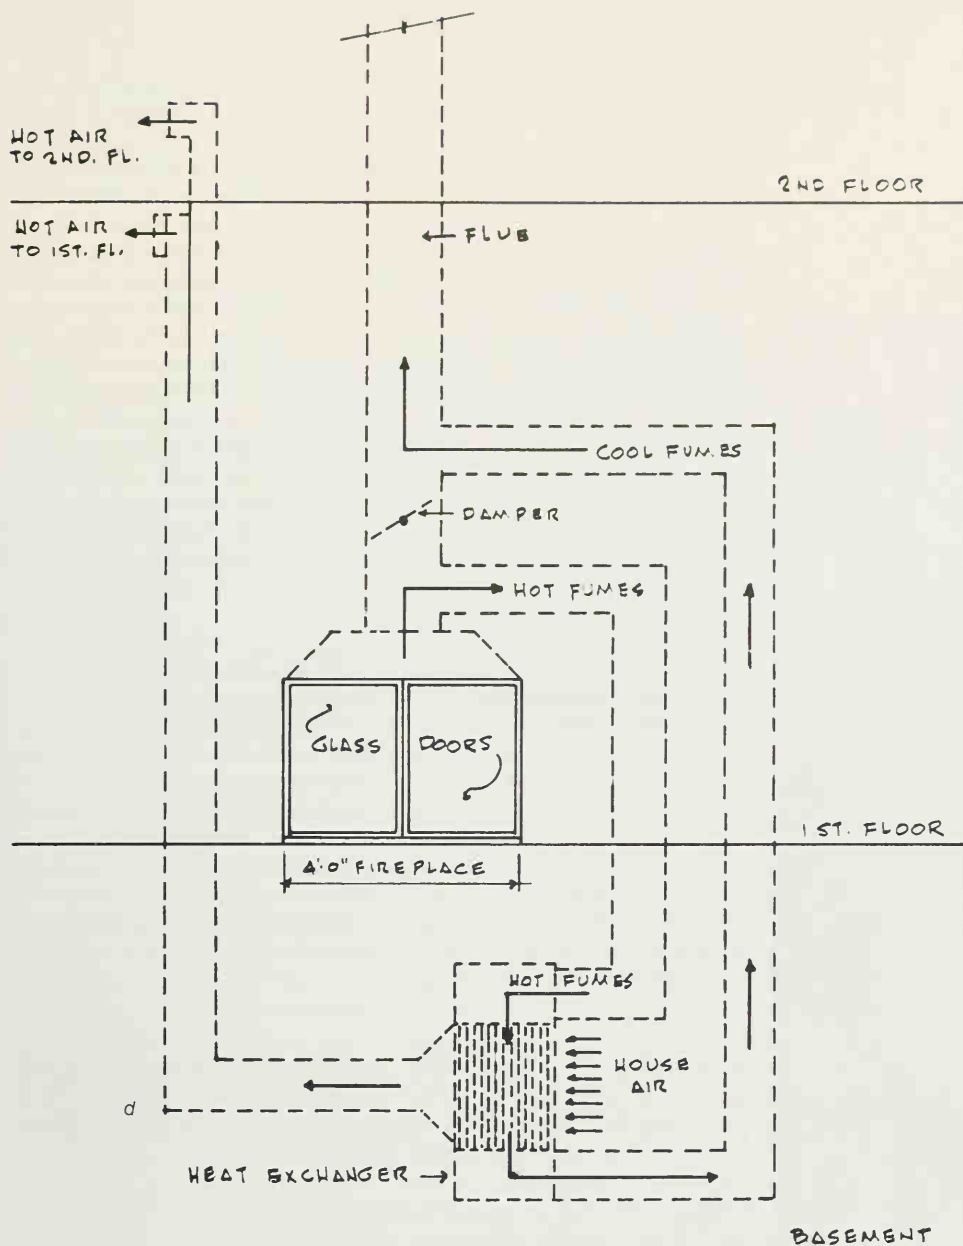 HOT AIR
TO 2ND. FL.
2ND FLOOR
HOT AIR
TO 1ST. FL.
FLUE
COOL FUMES
DAMPER
HOT FUMES
GLASS DOORS
1ST. FLOOR
4'0" FIREPLACE
HOT FUMES
HOUSE
AIR
d
HEAT EXCHANGER
BASEMENT